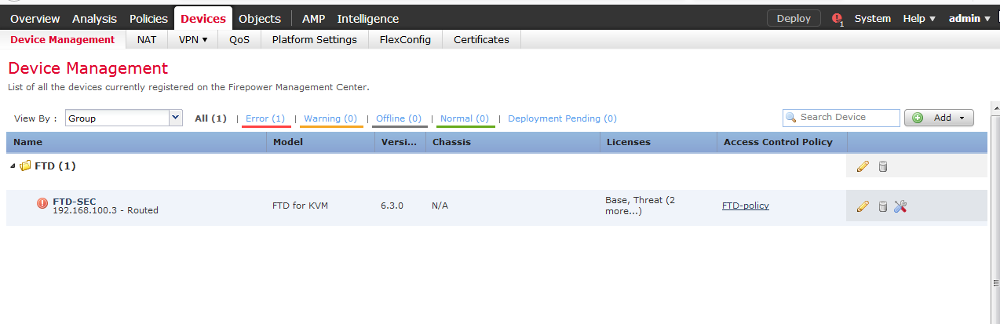 Overview Analysis Policies Devices Objects AMP Intelligence Deploy 1 System Help admin
Device Management NAT VPN QoS Platform Settings FlexConfig Certificates
Device Management
List of all the devices currently registered on the Firepower Management Center.
View By : Group All (1) | Error (1) | Warning (0) | Offline (0) | Normal (0) | Deployment Pending (0) Search Device Add
Name Model Versi... Chassis Licenses Access Control Policy
FTD (1)
FTD-SEC
192.168.100.3 - Routed FTD for KVM 6.3.0 N/A Base, Threat (2
more...) FTD-policy